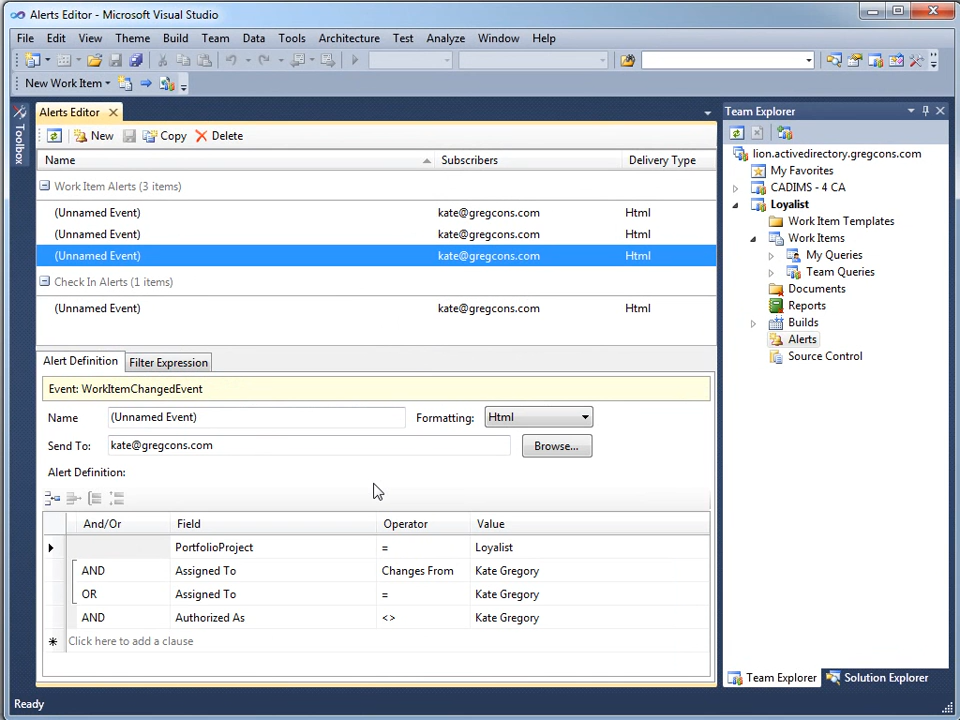 Alerts Editor - Microsoft Visual Studio
File Edit View Theme Build Team Data Tools Architecture Test Analyze Window Help
New Work Item
Toolbox
Alerts Editor
New Copy Delete
Name Subscribers Delivery Type
Work Item Alerts (3 items)
(Unnamed Event) kate@gregcons.com Html
(Unnamed Event) kate@gregcons.com Html
(Unnamed Event) kate@gregcons.com Html
Check In Alerts (1 items)
(Unnamed Event) kate@gregcons.com Html
Alert Definition Filter Expression
Event: WorkItemChangedEvent
Name (Unnamed Event) Formatting: Html
Send To: kate@gregcons.com Browse...
Alert Definition:
And/Or Field Operator Value
PortfolioProject = Loyalist
AND Assigned To Changes From Kate Gregory
OR Assigned To = Kate Gregory
AND Authorized As <> Kate Gregory
Click here to add a clause
Team Explorer
lion.activedirectory.gregcons.com
My Favorites
CADIMS - 4 CA
Loyalist
Work Item Templates
Work Items
My Queries
Team Queries
Documents
Reports
Builds
Alerts
Source Control
Team Explorer Solution Explorer
Ready